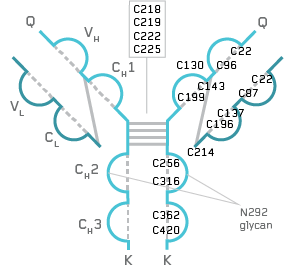 C218
C219
C222
C225
Q
Q
V_H
C22
C130
C96
C_H1
C143
C22
C87
C199
V_L
C137
C196
C_L
C214
C256
C_H2
C316
N292
glycan
C362
C_H3
C420
K
K